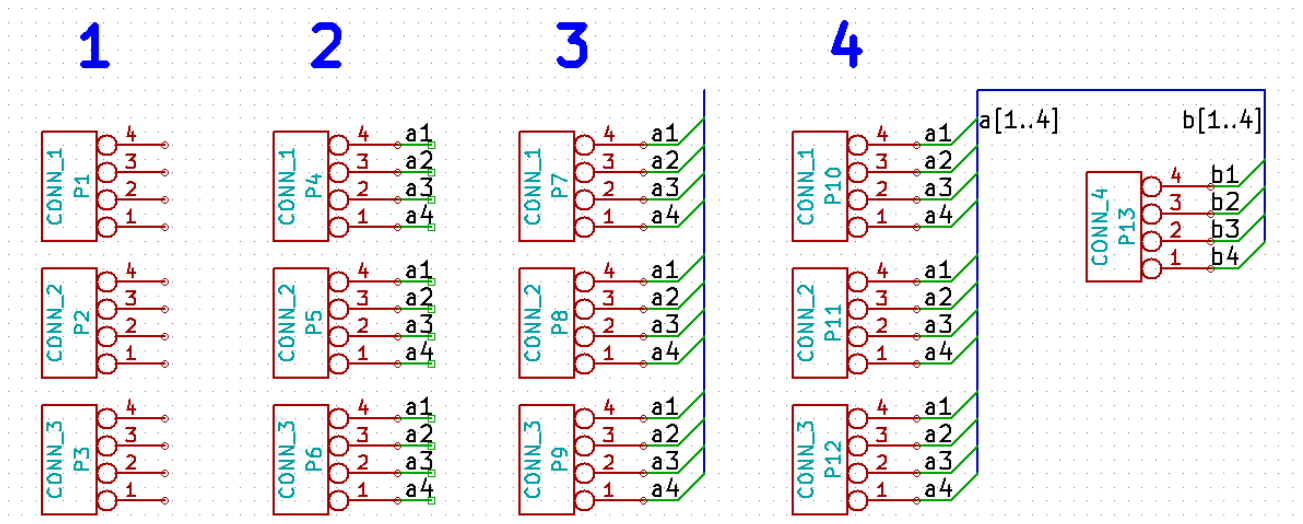 1 2 3 4
a[1..4] b[1..4]
CONN_1 P1 4 3 2 1
CONN_1 P4 4 3 2 1 a1 a2 a3 a4
CONN_1 P7 4 3 2 1 a1 a2 a3 a4
CONN_1 P10 4 3 2 1 a1 a2 a3 a4
CONN_4 P13 4 3 2 1 b1 b2 b3 b4
CONN_2 P2 4 3 2 1
CONN_2 P5 4 3 2 1 a1 a2 a3 a4
CONN_2 P8 4 3 2 1 a1 a2 a3 a4
CONN_2 P11 4 3 2 1 a1 a2 a3 a4
CONN_3 P3 4 3 2 1
CONN_3 P6 4 3 2 1 a1 a2 a3 a4
CONN_3 P9 4 3 2 1 a1 a2 a3 a4
CONN_3 P12 4 3 2 1 a1 a2 a3 a4